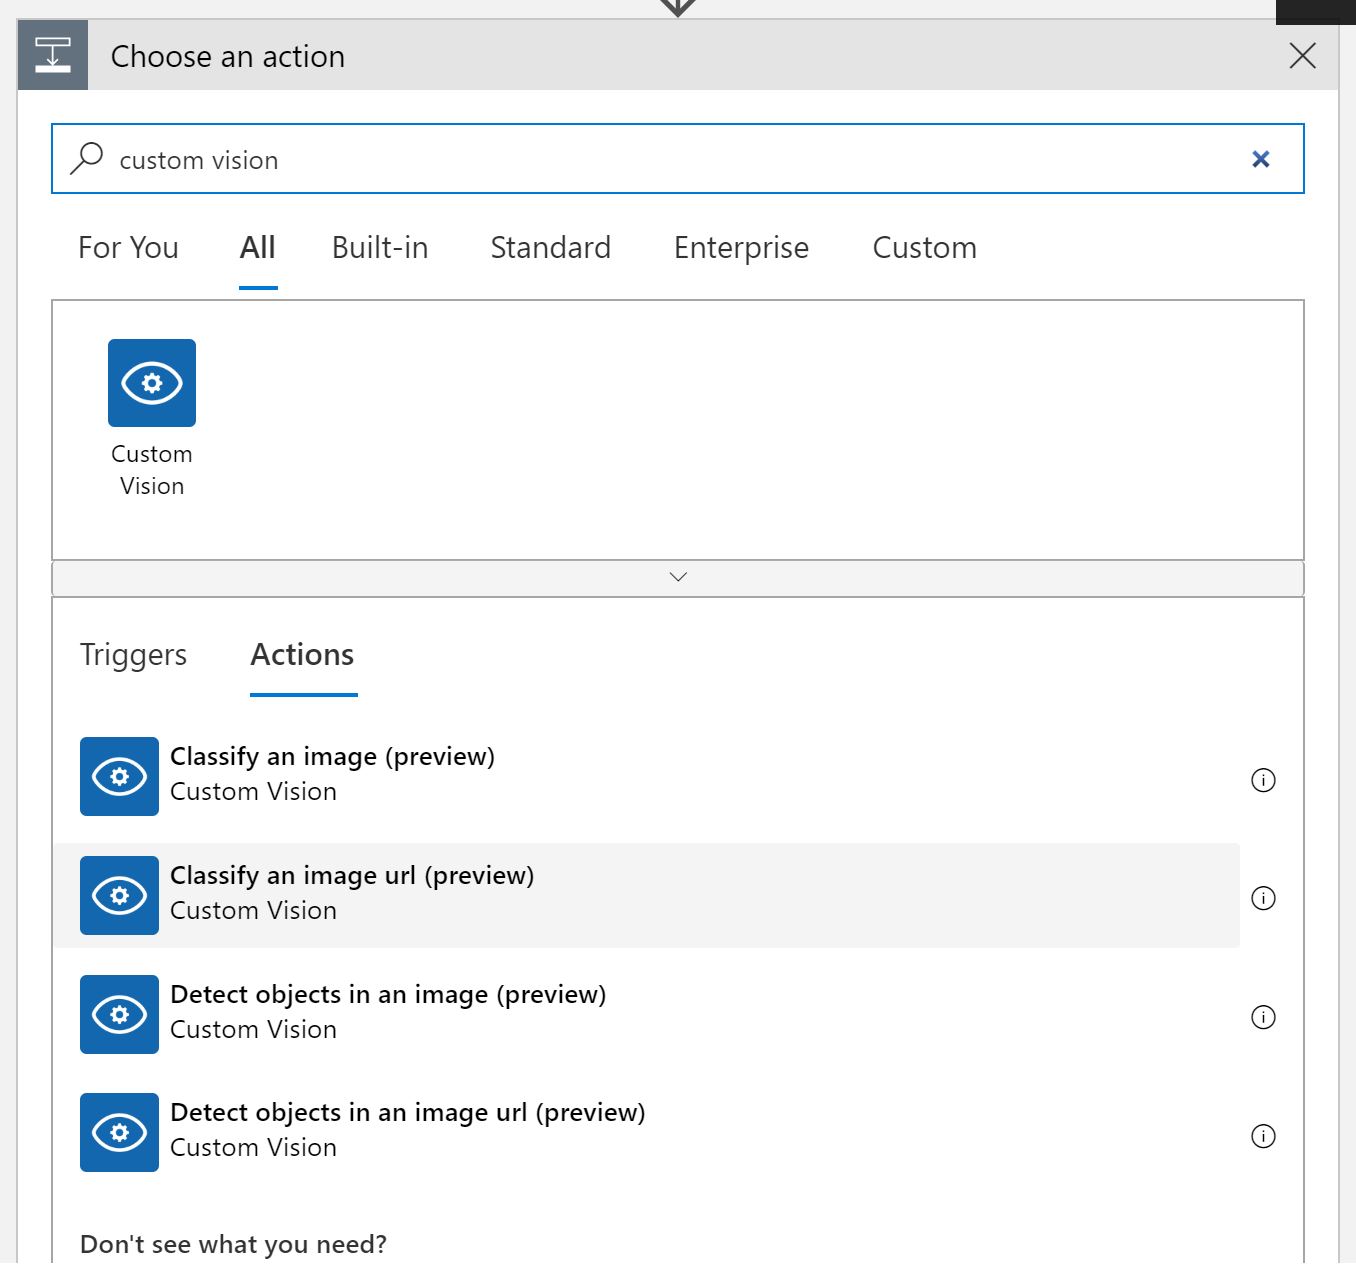 Choose an action
custom vision
For You All Built-in Standard Enterprise Custom
Custom
Vision
Triggers Actions
Classify an image (preview)
Custom Vision
Classify an image url (preview)
Custom Vision
Detect objects in an image (preview)
Custom Vision
Detect objects in an image url (preview)
Custom Vision
Don't see what you need?